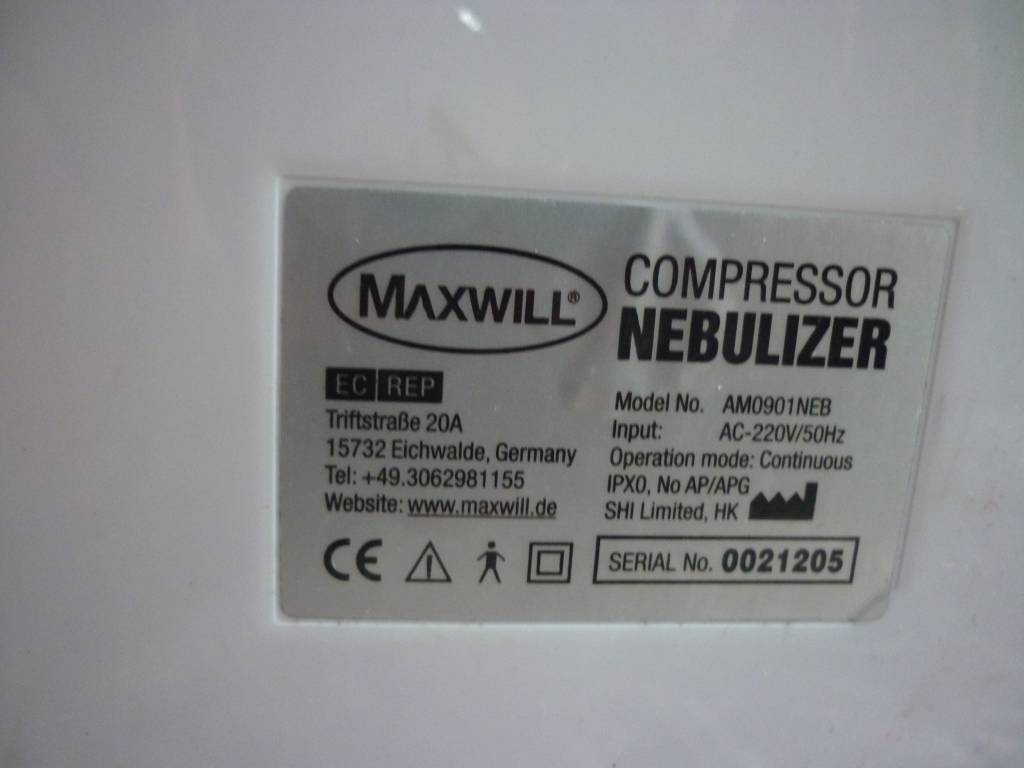 MAXWILL®
EC REP
Triftstraße 20A
15732 Eichwalde, Germany
Tel: +49.3062981155
Website: www.maxwill.de
CE
COMPRESSOR
NEBULIZER
Model No. AM0901NEB
Input: AC-220V/50Hz
Operation mode: Continuous
IPX0, No AP/APG
SHI Limited, HK
SERIAL No. 0021205